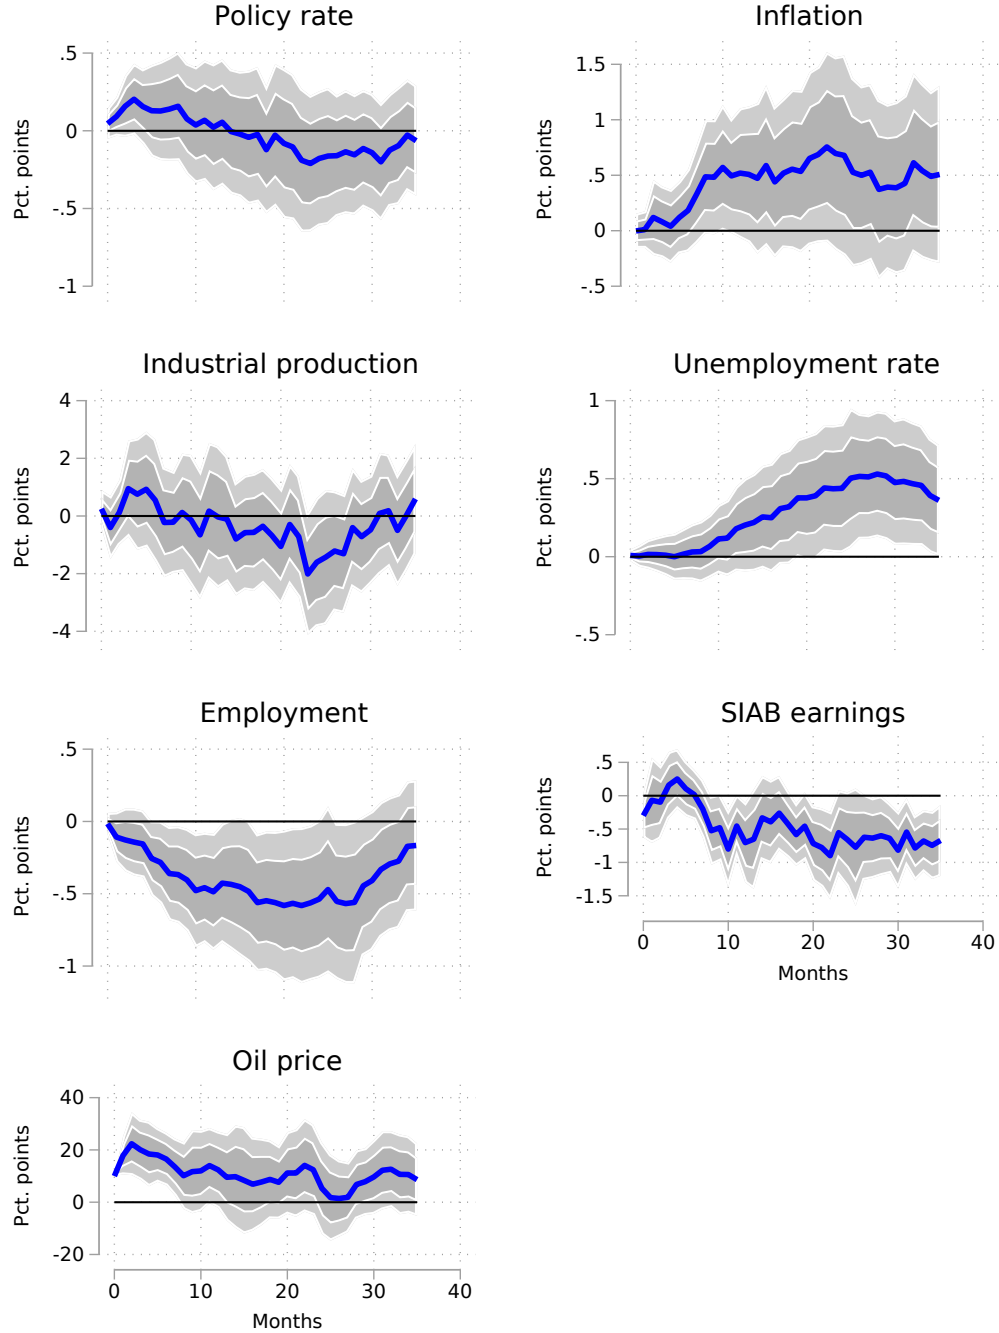 Policy rate
Pct. points
.5
0
-.5
-1
Inflation
Pct. points
1.5
1
.5
0
-.5
Industrial production
Pct. points
4
2
0
-2
-4
Unemployment rate
Pct. points
1
.5
0
-.5
Employment
Pct. points
.5
0
-.5
-1
SIAB earnings
Pct. points
.5
0
-.5
-1
-1.5
0 10 20 30 40
Months
Oil price
Pct. points
40
20
0
-20
0 10 20 30 40
Months